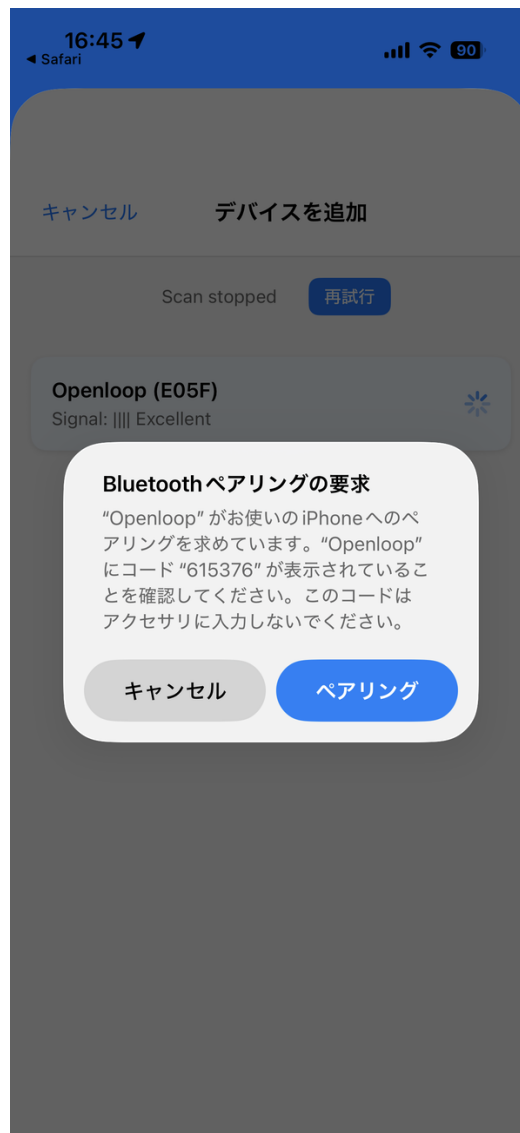 16:45
◀ Safari
90
キャンセル
デバイスを追加
Scan stopped
再試行
Openloop (E05F)
Signal: |||| Excellent
Bluetoothペアリングの要求
“Openloop” がお使いのiPhoneへのペ
アリングを求めています。“Openloop”
にコード “615376” が表示されているこ
とを確認してください。このコードは
アクセサリに入力しないでください。
キャンセル
ペアリング